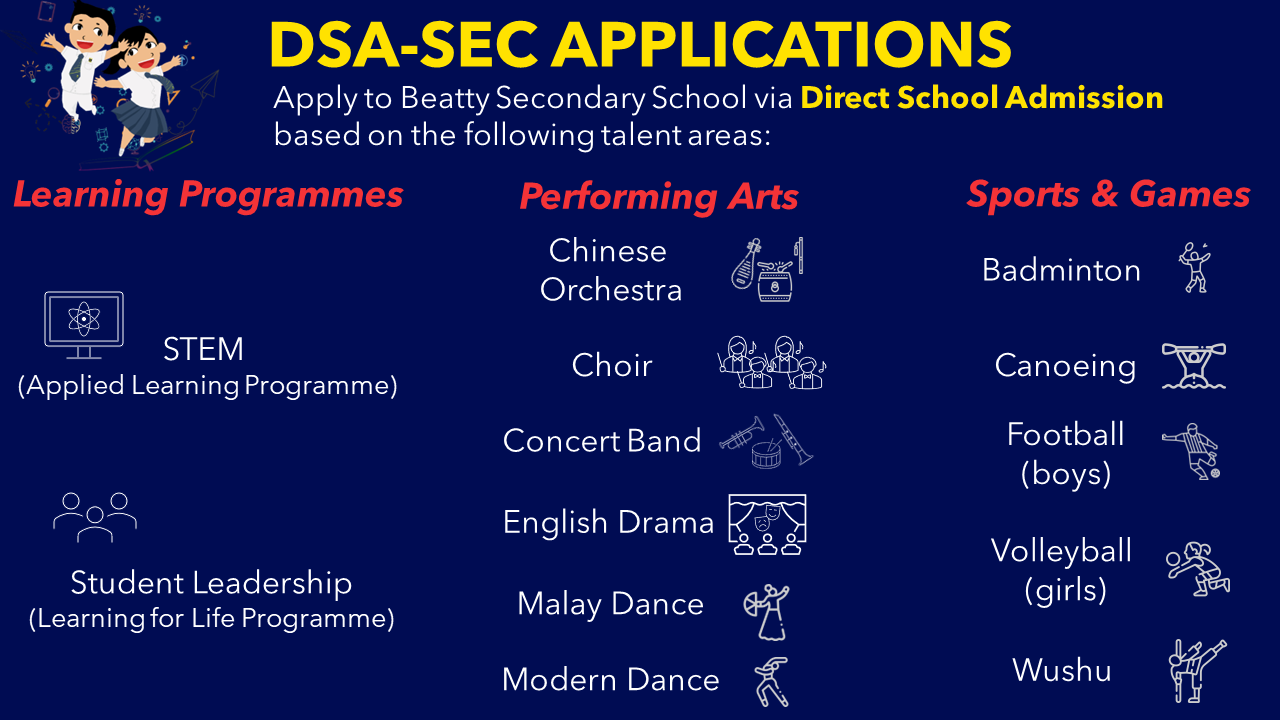 DSA-SEC APPLICATIONS
Apply to Beatty Secondary School via Direct School Admission
based on the following talent areas:
Learning Programmes
STEM
(Applied Learning Programme)
Student Leadership
(Learning for Life Programme)
Performing Arts
Chinese
Orchestra
Choir
Concert Band
English Drama
Malay Dance
Modern Dance
Sports & Games
Badminton
Canoeing
Football
(boys)
Volleyball
(girls)
Wushu